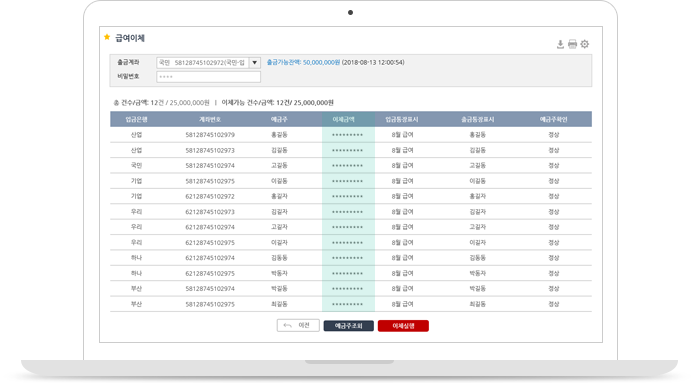 급여이체
출금계좌 국민 58128745102972(국민-입 출금가능잔액: 50,000,000원 (2018-08-13 12:00:54)
비밀번호 ****
총 건수/금액: 12건 / 25,000,000원 | 이체가능 건수/금액: 12건/ 25,000,000원
입금은행 계좌번호 예금주 이체금액 입금통장표시 출금통장표시 예금주확인
산업 58128745102979 홍길동 ********* 8월 급여 홍길동 정상
산업 58128745102973 김길동 ********* 8월 급여 김길동 정상
국민 58128745102974 고길동 ********* 8월 급여 고길동 정상
기업 58128745102975 이길동 ********* 8월 급여 이길동 정상
기업 62128745102972 홍길자 ********* 8월 급여 홍길자 정상
우리 62128745102973 김길자 ********* 8월 급여 김길자 정상
우리 62128745102974 고길자 ********* 8월 급여 고길자 정상
우리 62128745102975 이길자 ********* 8월 급여 이길자 정상
하나 62128745102974 김동동 ********* 8월 급여 김동동 정상
하나 62128745102975 박동자 ********* 8월 급여 박동자 정상
부산 58128745102974 박길동 ********* 8월 급여 박길동 정상
부산 58128745102975 최길동 ********* 8월 급여 최길동 정상
이전 예금주조회 이체실행